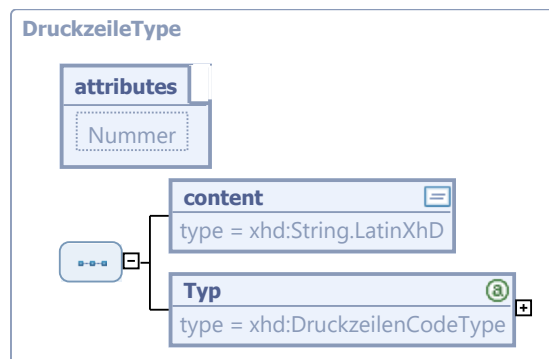 DruckzeileType
attributes
Nummer
content
type = xhd:String.LatinXhD
Typ
type = xhd:DruckzeilenCodeType